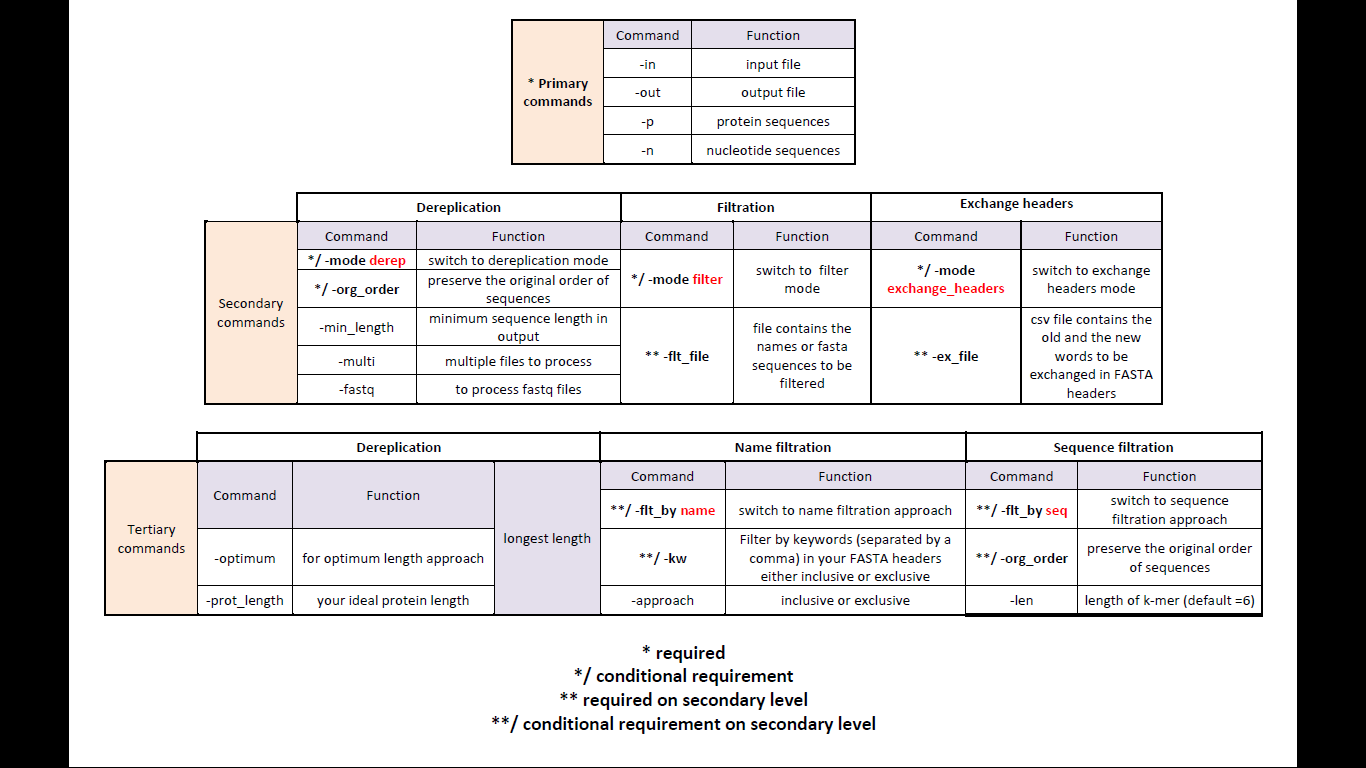 Command Function
* Primary commands
-in input file
-out output file
-p protein sequences
-n nucleotide sequences
Dereplication Filtration Exchange headers
Secondary commands
Command Function Command Function Command Function
*/ -mode derep switch to dereplication mode
*/ -org_order preserve the original order of
sequences
-min_length minimum sequence length in
output
-multi multiple files to process
-fastq to process fastq files
*/ -mode filter switch to filter
mode
** -flt_file file contains the
names or fasta
sequences to be
filtered
*/ -mode
exchange_headers switch to exchange
headers mode
** -ex_file csv file contains the
old and the new
words to be
exchanged in FASTA
headers
Dereplication Name filtration Sequence filtration
Tertiary commands
Command Function longest length
-optimum for optimum length approach
-prot_length your ideal protein length
Command Function
**/ -flt_by name switch to name filtration approach
**/ -kw Filter by keywords (separated by a
comma) in your FASTA headers
either inclusive or exclusive
-approach inclusive or exclusive
Command Function
**/ -flt_by seq switch to sequence
filtration approach
**/ -org_order preserve the original order
of sequences
-len length of k-mer (default =6)
* required
*/ conditional requirement
** required on secondary level
**/ conditional requirement on secondary level